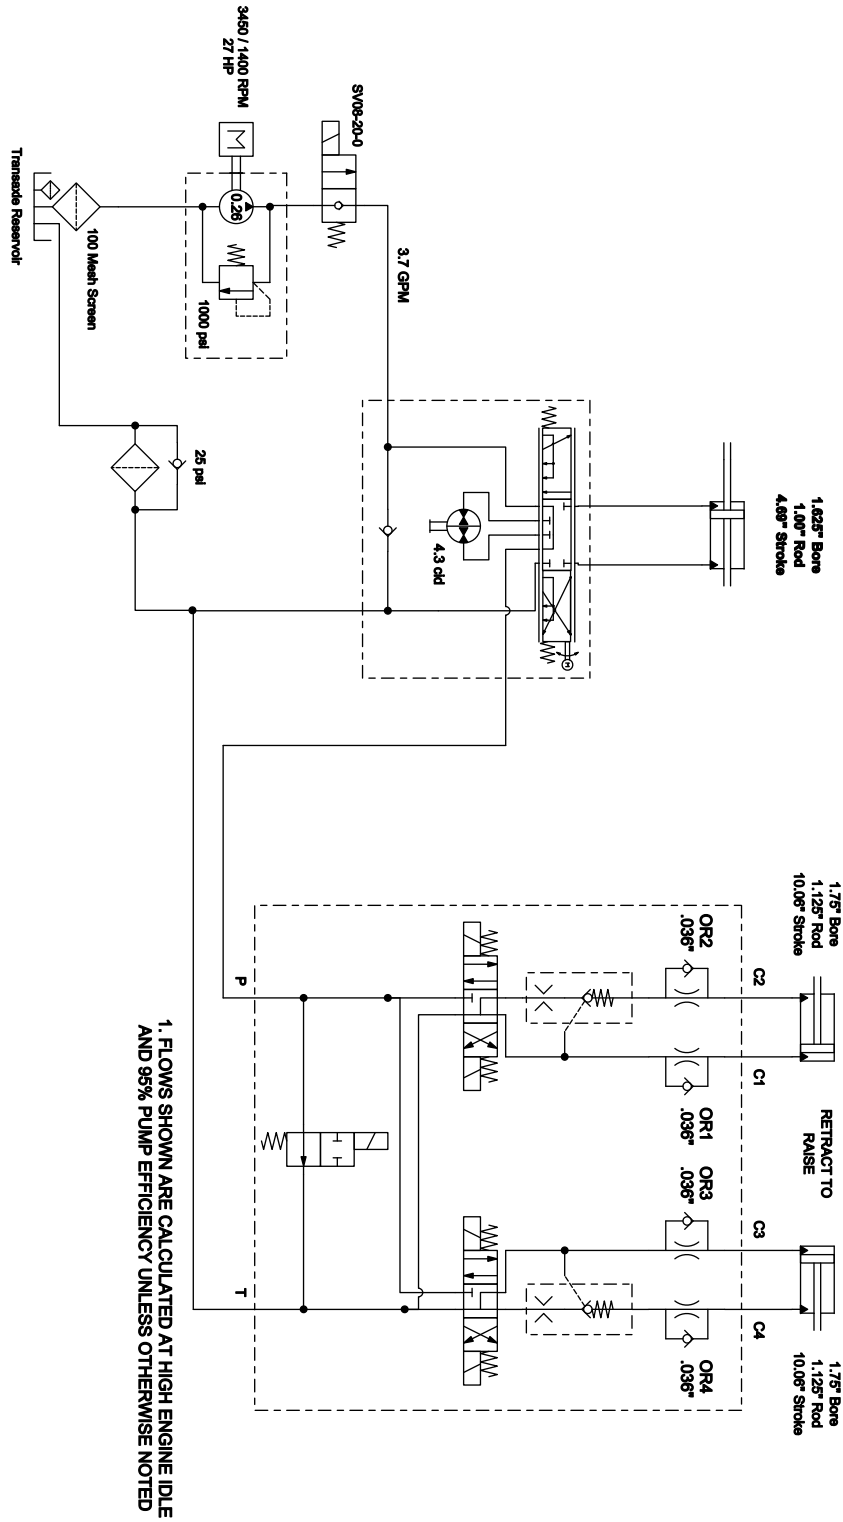 1.625" Bore
1.00" Rod
4.69" Stroke
1.75" Bore
1.125" Rod
10.06" Stroke
RETRACT TO
RAISE
1.75" Bore
1.125" Rod
10.06" Stroke
C2
C1
C3
C4
OR2
.036"
OR1
.036"
OR3
.036"
OR4
.036"
SV08-20-0
3.7 GPM
4.3 cid
M
3450 / 1400 RPM
27 HP
M
0.26
1000 psi
P
T
25 psi
100 Mesh Screen
Transaxle Reservoir
1. FLOWS SHOWN ARE CALCULATED AT HIGH ENGINE IDLE
AND 95% PUMP EFFICIENCY UNLESS OTHERWISE NOTED